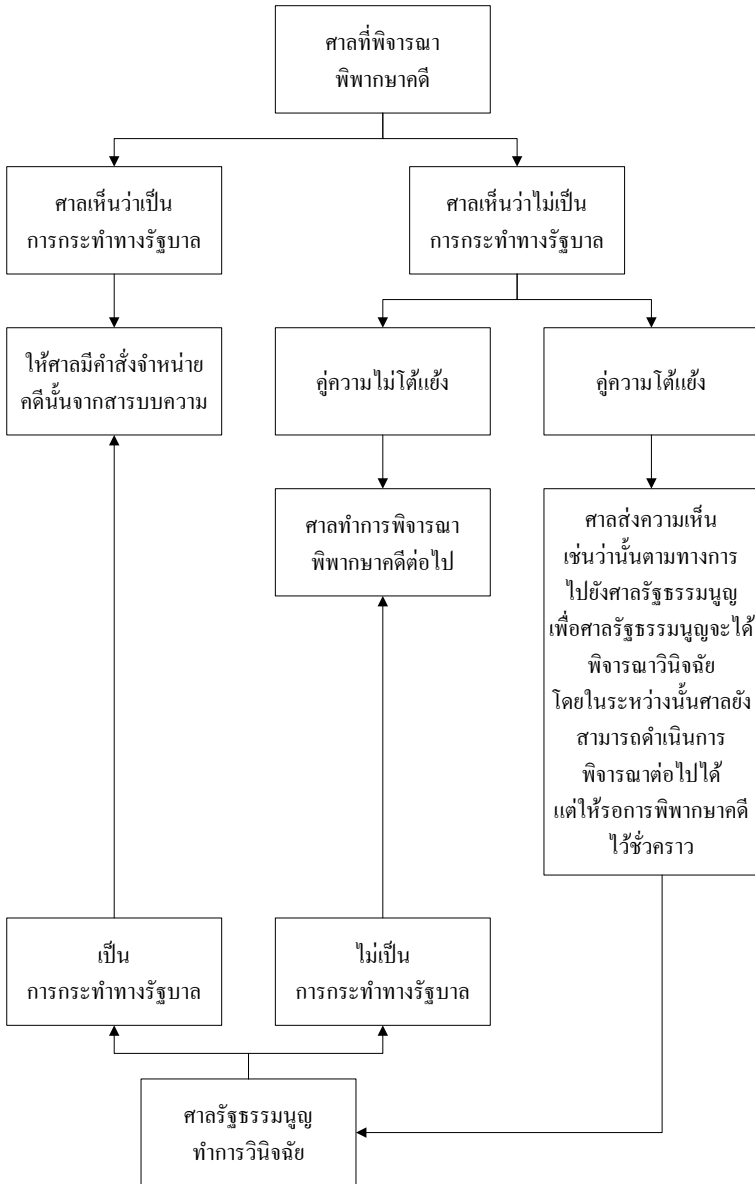 ศาลที่พิจารณา
พิพากษาคดี
ศาลเห็นว่าเป็น
การกระทำทางรัฐบาล
ศาลเห็นว่าไม่เป็น
การกระทำทางรัฐบาล
ให้ศาลมีคำสั่งจำหน่าย
คดีนั้นจากสารบบความ
คู่ความไม่โต้แย้ง
คู่ความโต้แย้ง
ศาลทำการพิจารณา
พิพากษาคดีต่อไป
ศาลส่งความเห็น
เช่นว่านั้นตามทางการ
ไปยังศาลรัฐธรรมนูญ
เพื่อศาลรัฐธรรมนูญจะได้
พิจารณาวินิจฉัย
โดยในระหว่างนั้นศาลยัง
สามารถดำเนินการ
พิจารณาต่อไปได้
แต่ให้รอการพิพากษาคดี
ไว้ชั่วคราว
เป็น
การกระทำทางรัฐบาล
ไม่เป็น
การกระทำทางรัฐบาล
ศาลรัฐธรรมนูญ
ทำการวินิจฉัย